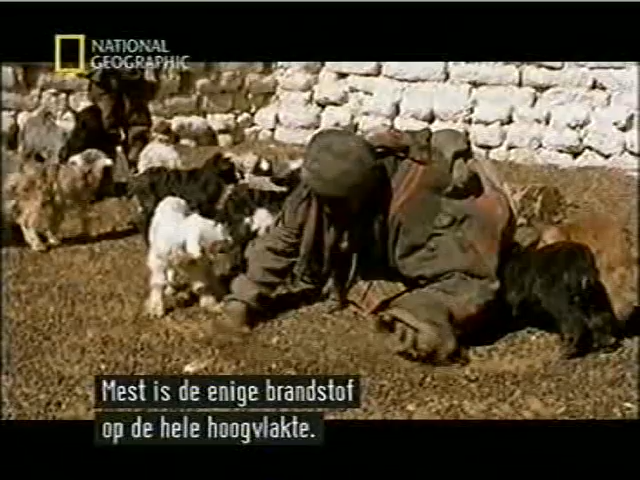 NATIONAL
GEOGRAPHIC
Mest is de enige brandstof
op de hele hoogvlakte.